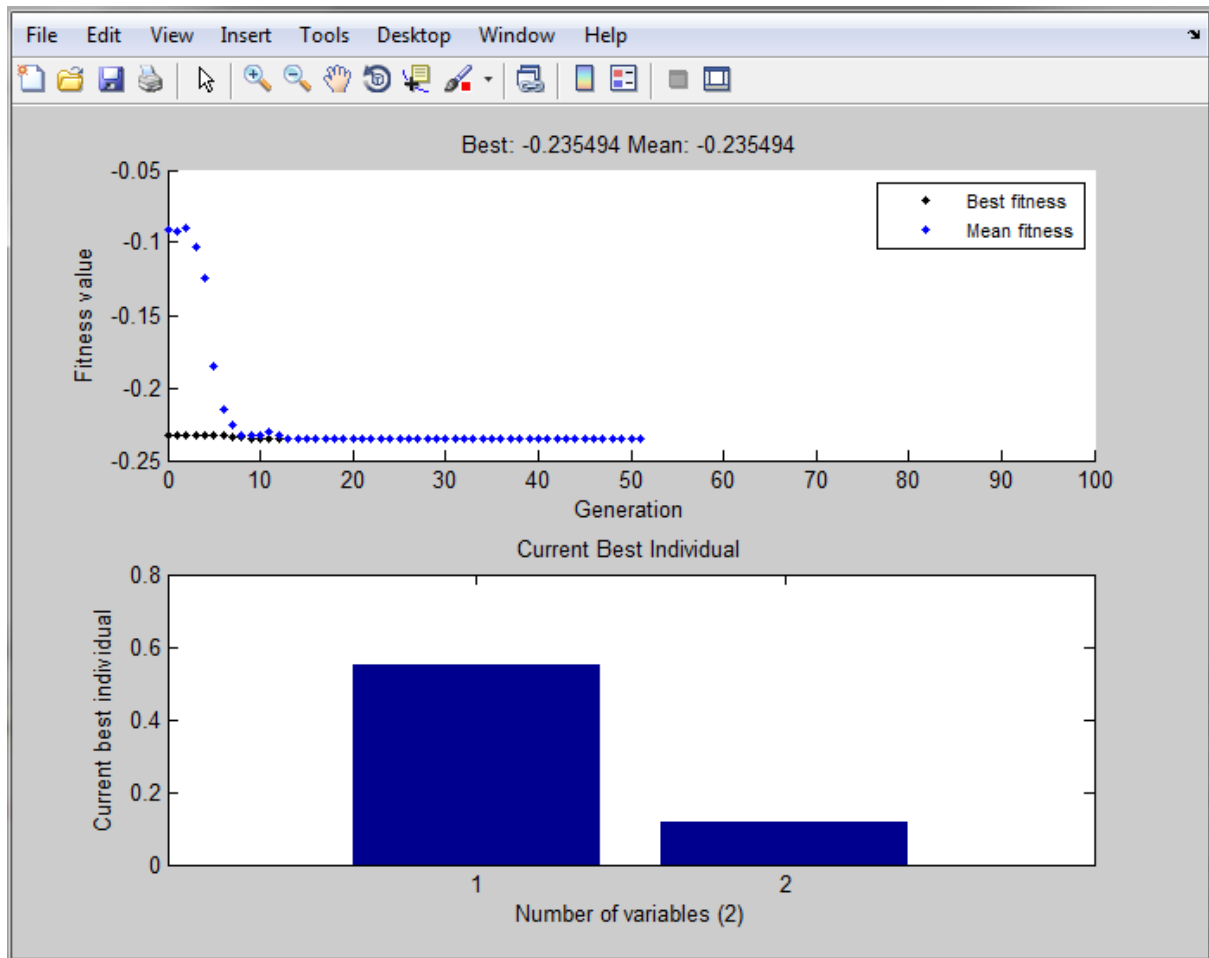 File Edit View Insert Tools Desktop Window Help
Best: -0.235494 Mean: -0.235494
-0.05
-0.1
-0.15
-0.2
-0.25
Fitness value
Best fitness
Mean fitness
0 10 20 30 40 50 60 70 80 90 100
Generation
Current Best Individual
0.8
0.6
0.4
0.2
0
Current best individual
1 2
Number of variables (2)